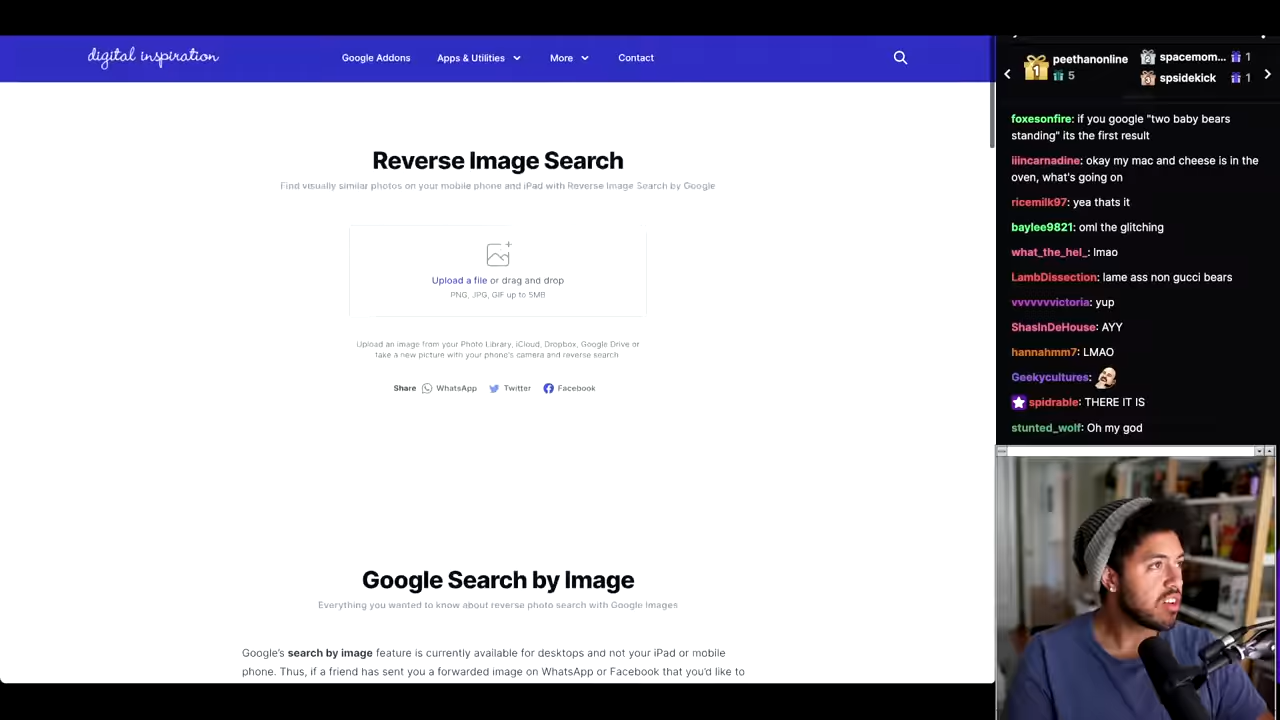 digital inspiration
Google Addons
Apps & Utilities
More
Contact
Reverse Image Search
Find visually similar photos on your mobile phone and iPad with Reverse Image Search by Google
Upload a file or drag and drop
PNG, JPG, GIF up to 5MB
Upload an image from your Photo Library, iCloud, Dropbox, Google Drive or
take a new picture with your phone's camera and reverse search
Share WhatsApp Twitter Facebook
Google Search by Image
Everything you wanted to know about reverse photo search with Google Images
Google's search by image feature is currently available for desktops and not your iPad or mobile
phone. Thus, if a friend has sent you a forwarded image on WhatsApp or Facebook that you'd like to
1
peethanonline
5
2 spacemom... 1
3 spsidekick 1
foxesonfire: if you google "two baby bears
standing" its the first result
iiincarnadine: okay my mac and cheese is in the
oven, what's going on
ricemilk97: yea thats it
baylee9821: oml the glitching
what_the_hel_: lmao
LambDissection: lame ass non gucci bears
vvvvvvvictoria: yup
ShasInDeHouse: AYY
hannahmm7: LMAO
Geekycultures:
spidrable: THERE IT IS
stunted_wolf: Oh my god